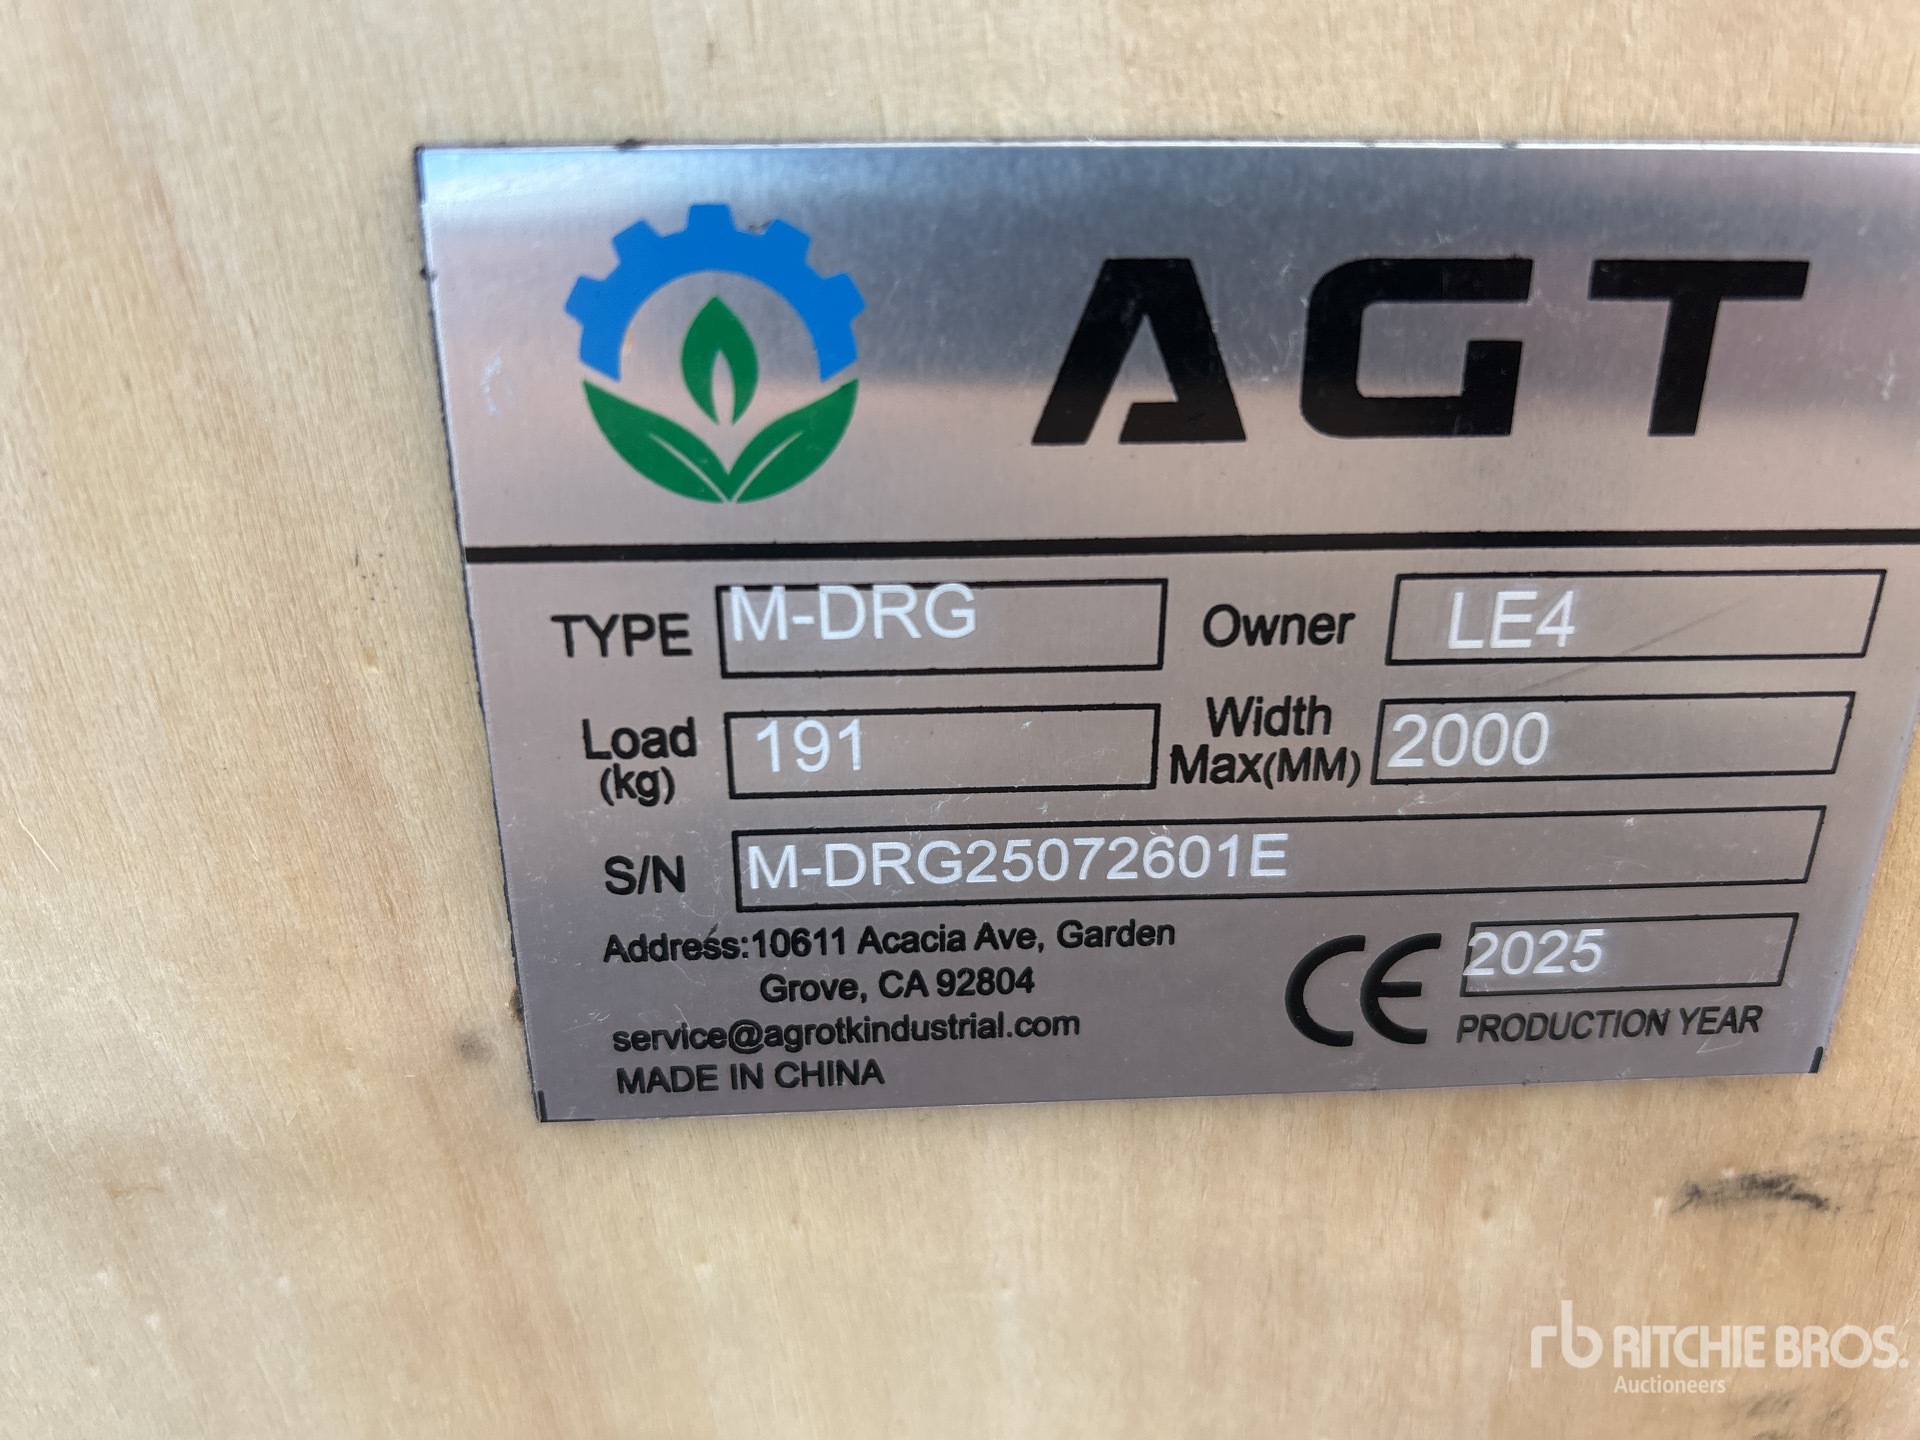 AGT
TYPE M-DRG Owner LE4
Load (kg) 191 Width Max(MM) 2000
S/N M-DRG25072601E
Address:10611 Acacia Ave, Garden
Grove, CA 92804
service@agrotkindustrial.com
MADE IN CHINA
CE 2025
PRODUCTION YEAR
rb RITCHIE BROS.
Auctioneers